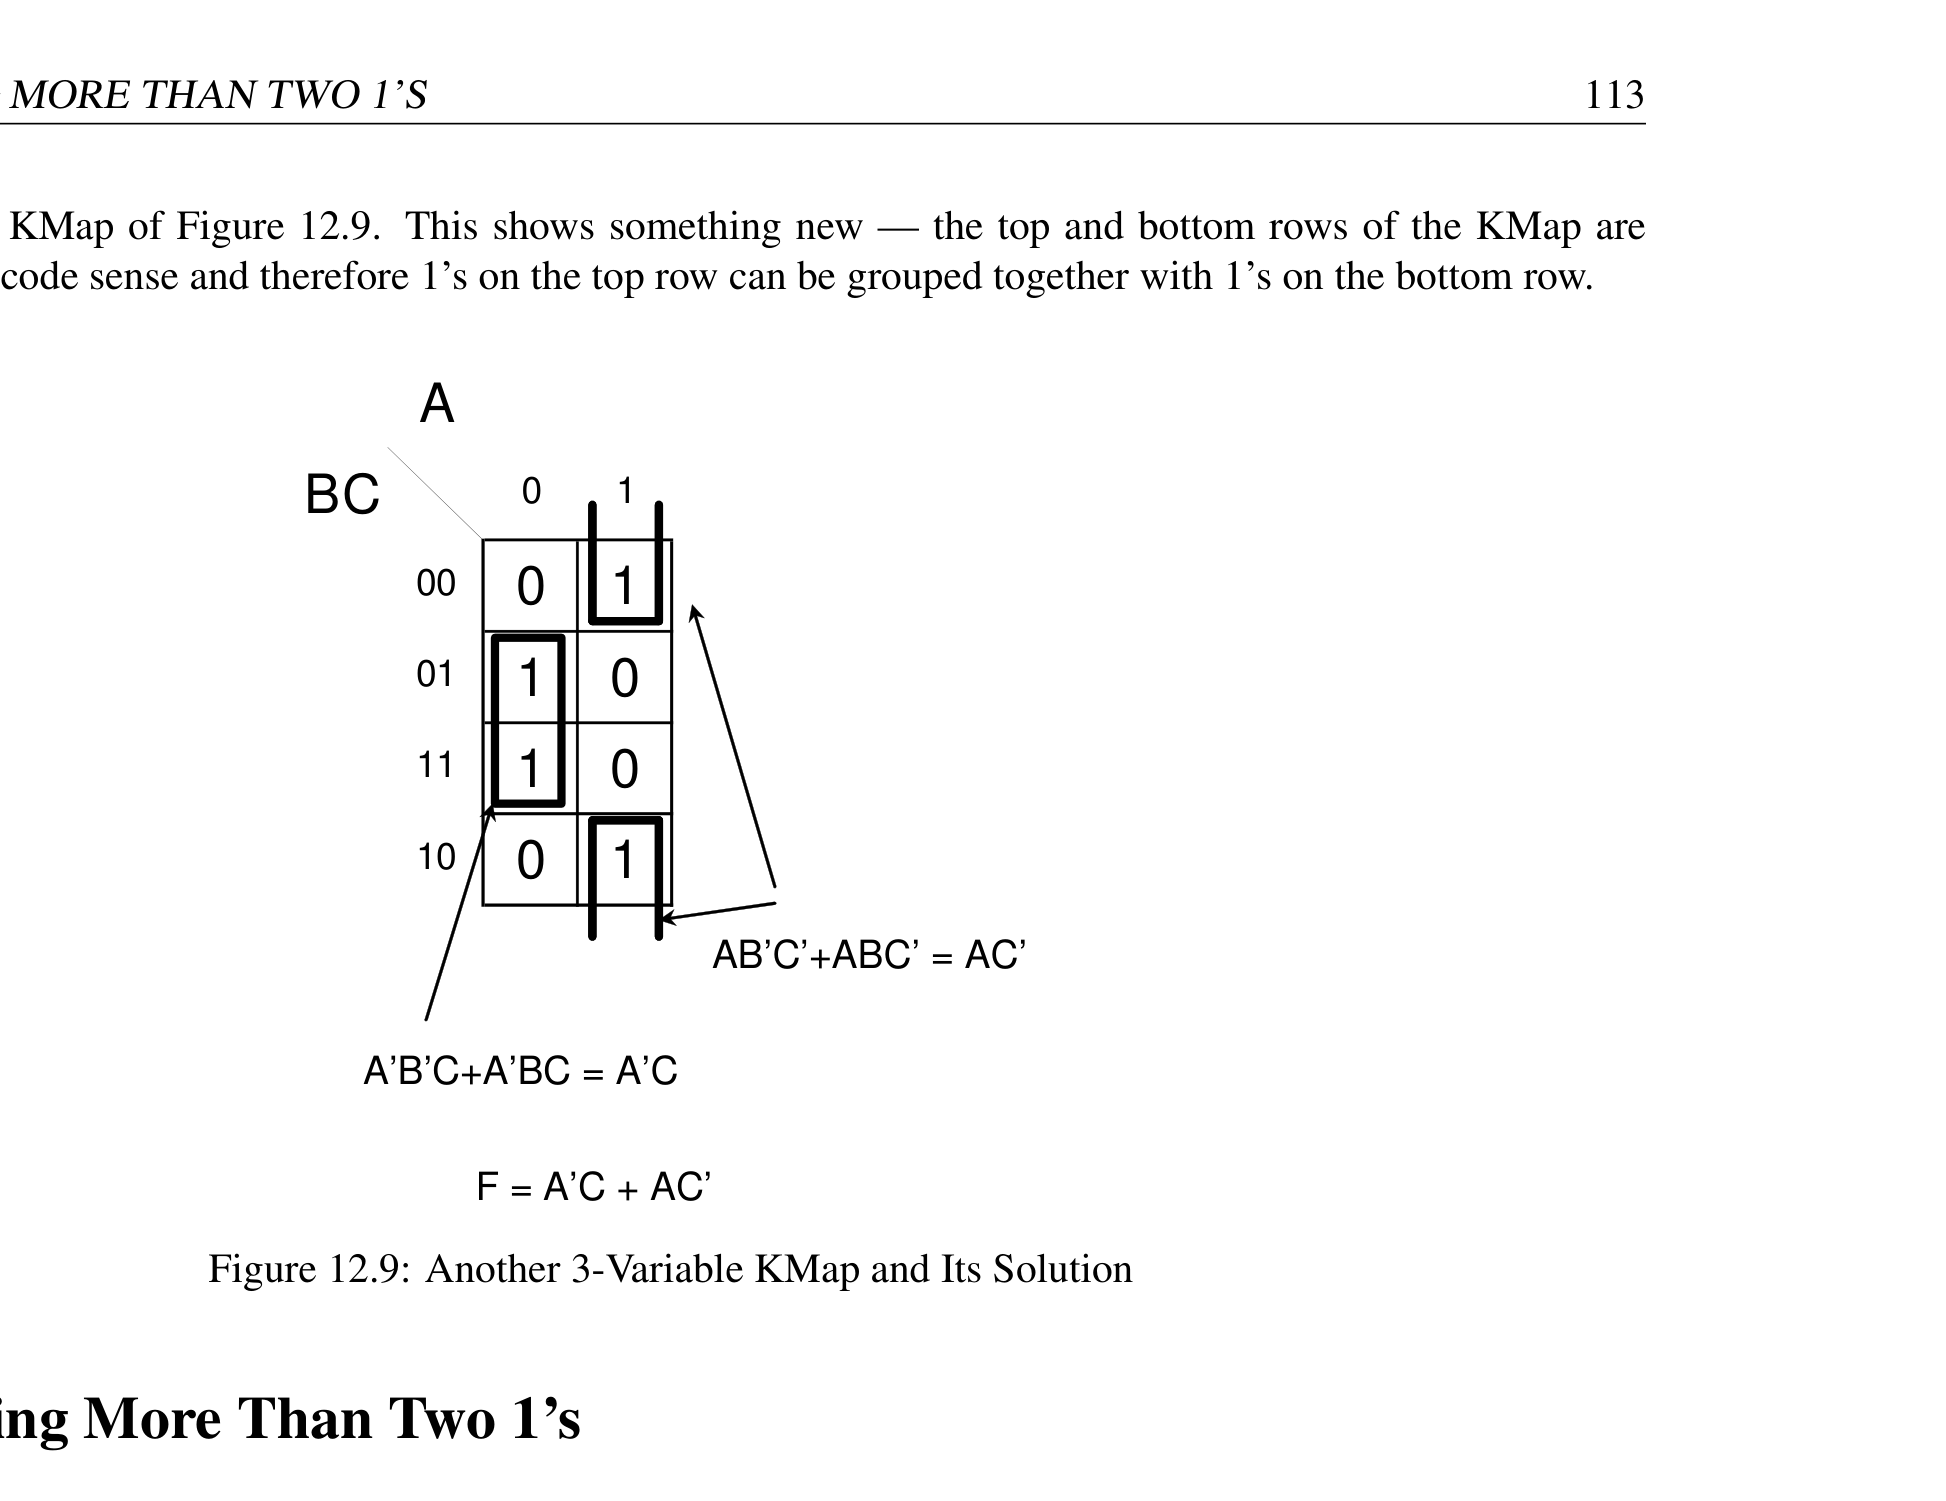 MORE THAN TWO 1’S 113
KMap of Figure 12.9. This shows something new — the top and bottom rows of the KMap are
code sense and therefore 1’s on the top row can be grouped together with 1’s on the bottom row.
A
BC
0 1
00 0 1
01 1 0
11 1 0
10 0 1
AB’C’+ABC’ = AC’
A’B’C+A’BC = A’C
F = A’C + AC’
Figure 12.9: Another 3-Variable KMap and Its Solution
ing More Than Two 1’s